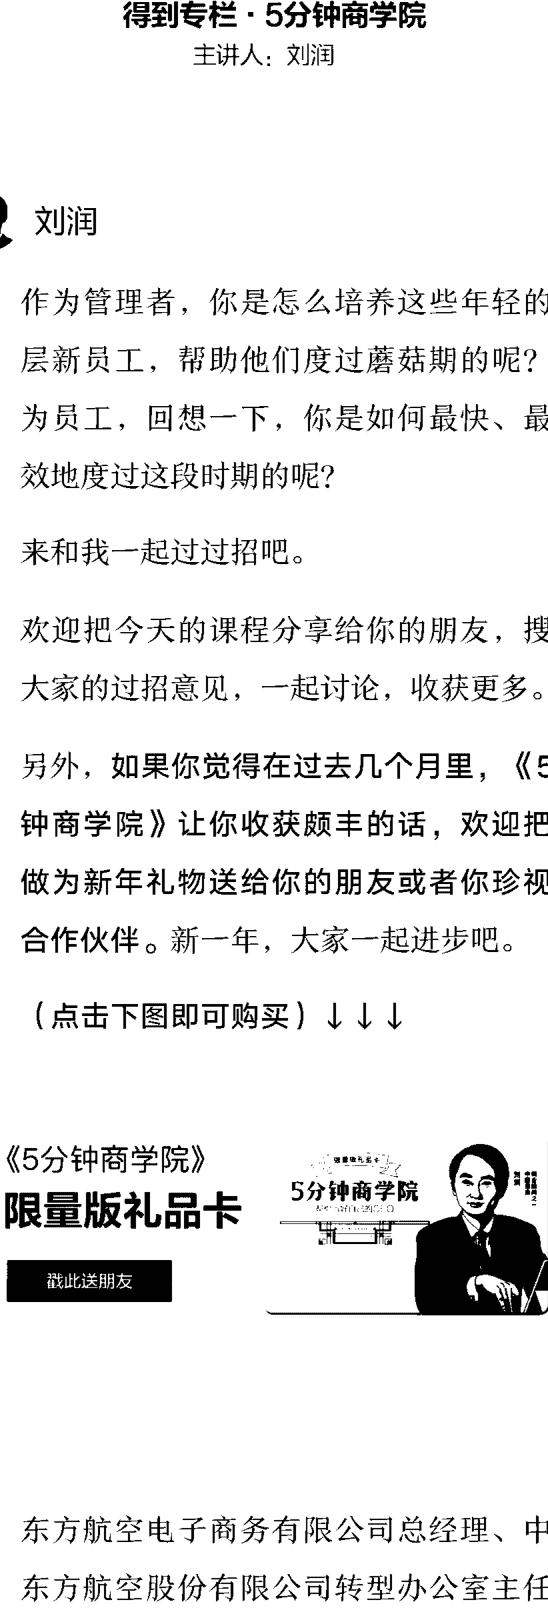 得到专栏·5分钟商学院
主讲人：刘润
刘润
作为管理者，你是怎么培养这些年轻的
层新员工，帮助他们度过蘑菇期的呢？
为员工，回想一下，你是如何最快、最
效地度过这段时期的呢？
来和我一起过过招吧。
欢迎把今天的课程分享给你的朋友，搜
大家的过招意见，一起讨论，收获更多。
另外，如果你觉得在过去几个月里，《5
钟商学院》让你收获颇丰的话，欢迎把
做为新年礼物送给你的朋友或者你珍视
合作伙伴。新一年，大家一起进步吧。
（点击下图即可购买）↓↓↓
《5分钟商学院》
限量版礼品卡
戳此送朋友
限量版礼品卡
5分钟商学院
刘润
东方航空电子商务有限公司总经理、中
东方航空股份有限公司转型办公室主任